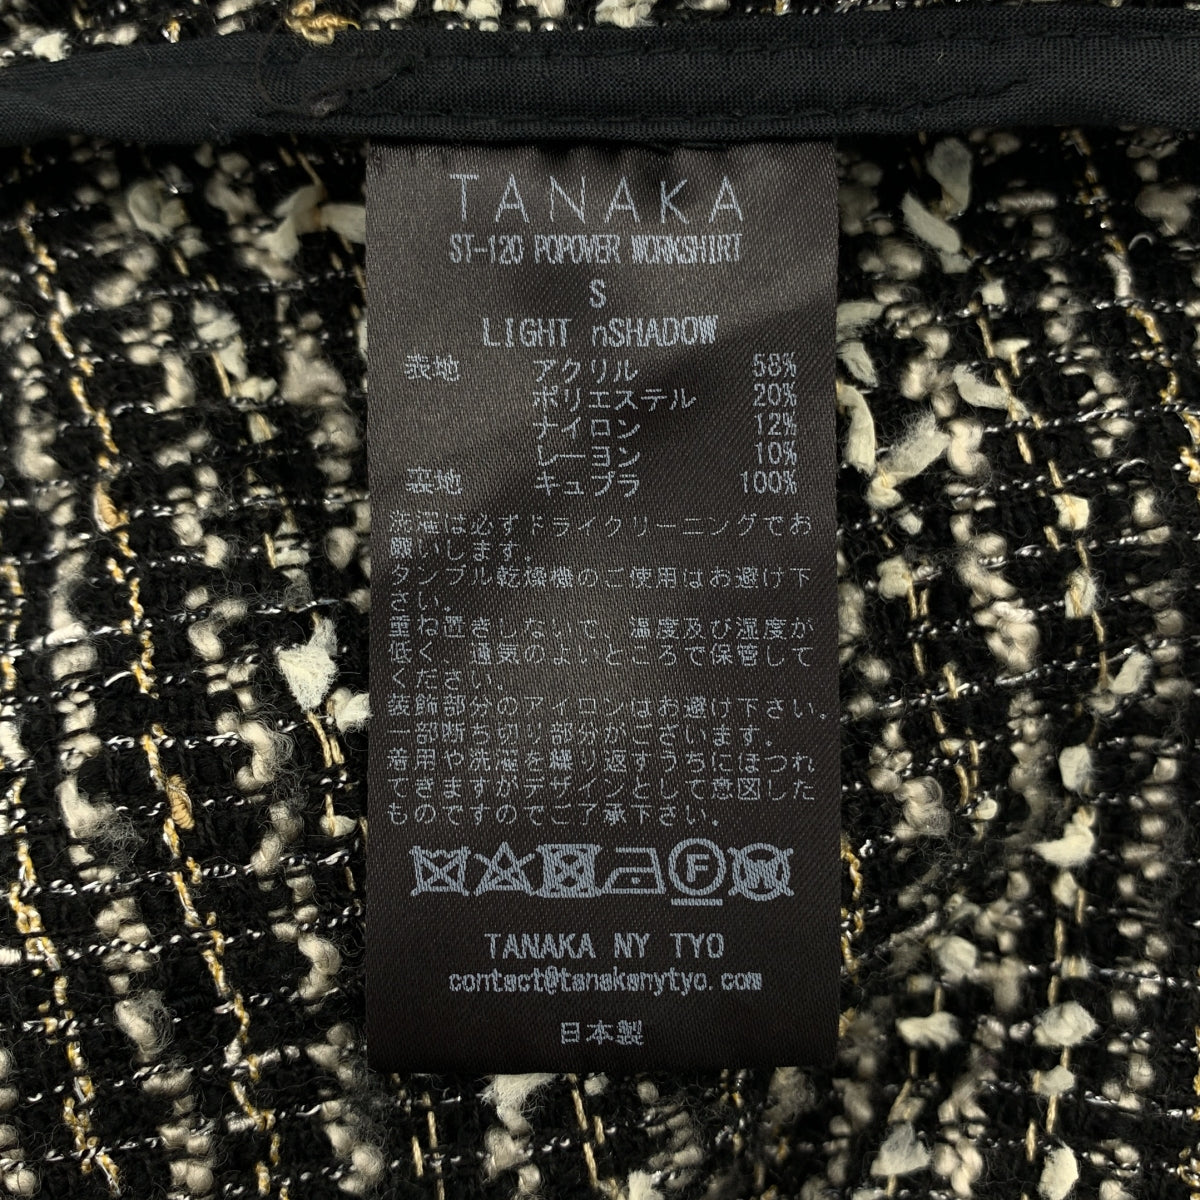 TANAKA
ST-120 POPOVER WORKSHIRT
S
LIGHT nSHADOW
表地 アクリル 58%
ポリエステル 20%
ナイロン 12%
レーヨン 10%
裏地 キュプラ 100%
洗濯は必ずドライクリーニングでお
願いします。
タンブル乾燥機のご使用はお避け下
さい。
重ね置きしないで、温度及び湿度が
低く、通気のよいところで保管して
ください。
装飾部分のアイロンはお避け下さい。
一部断ち切り部分がございます。
着用や洗濯を繰り返すうちにほつれ
てきますがデザインとして意図した
ものですのでご了承下さい。
F W
TANAKA NY TYO
contact@tanakanytyo.com
日本製